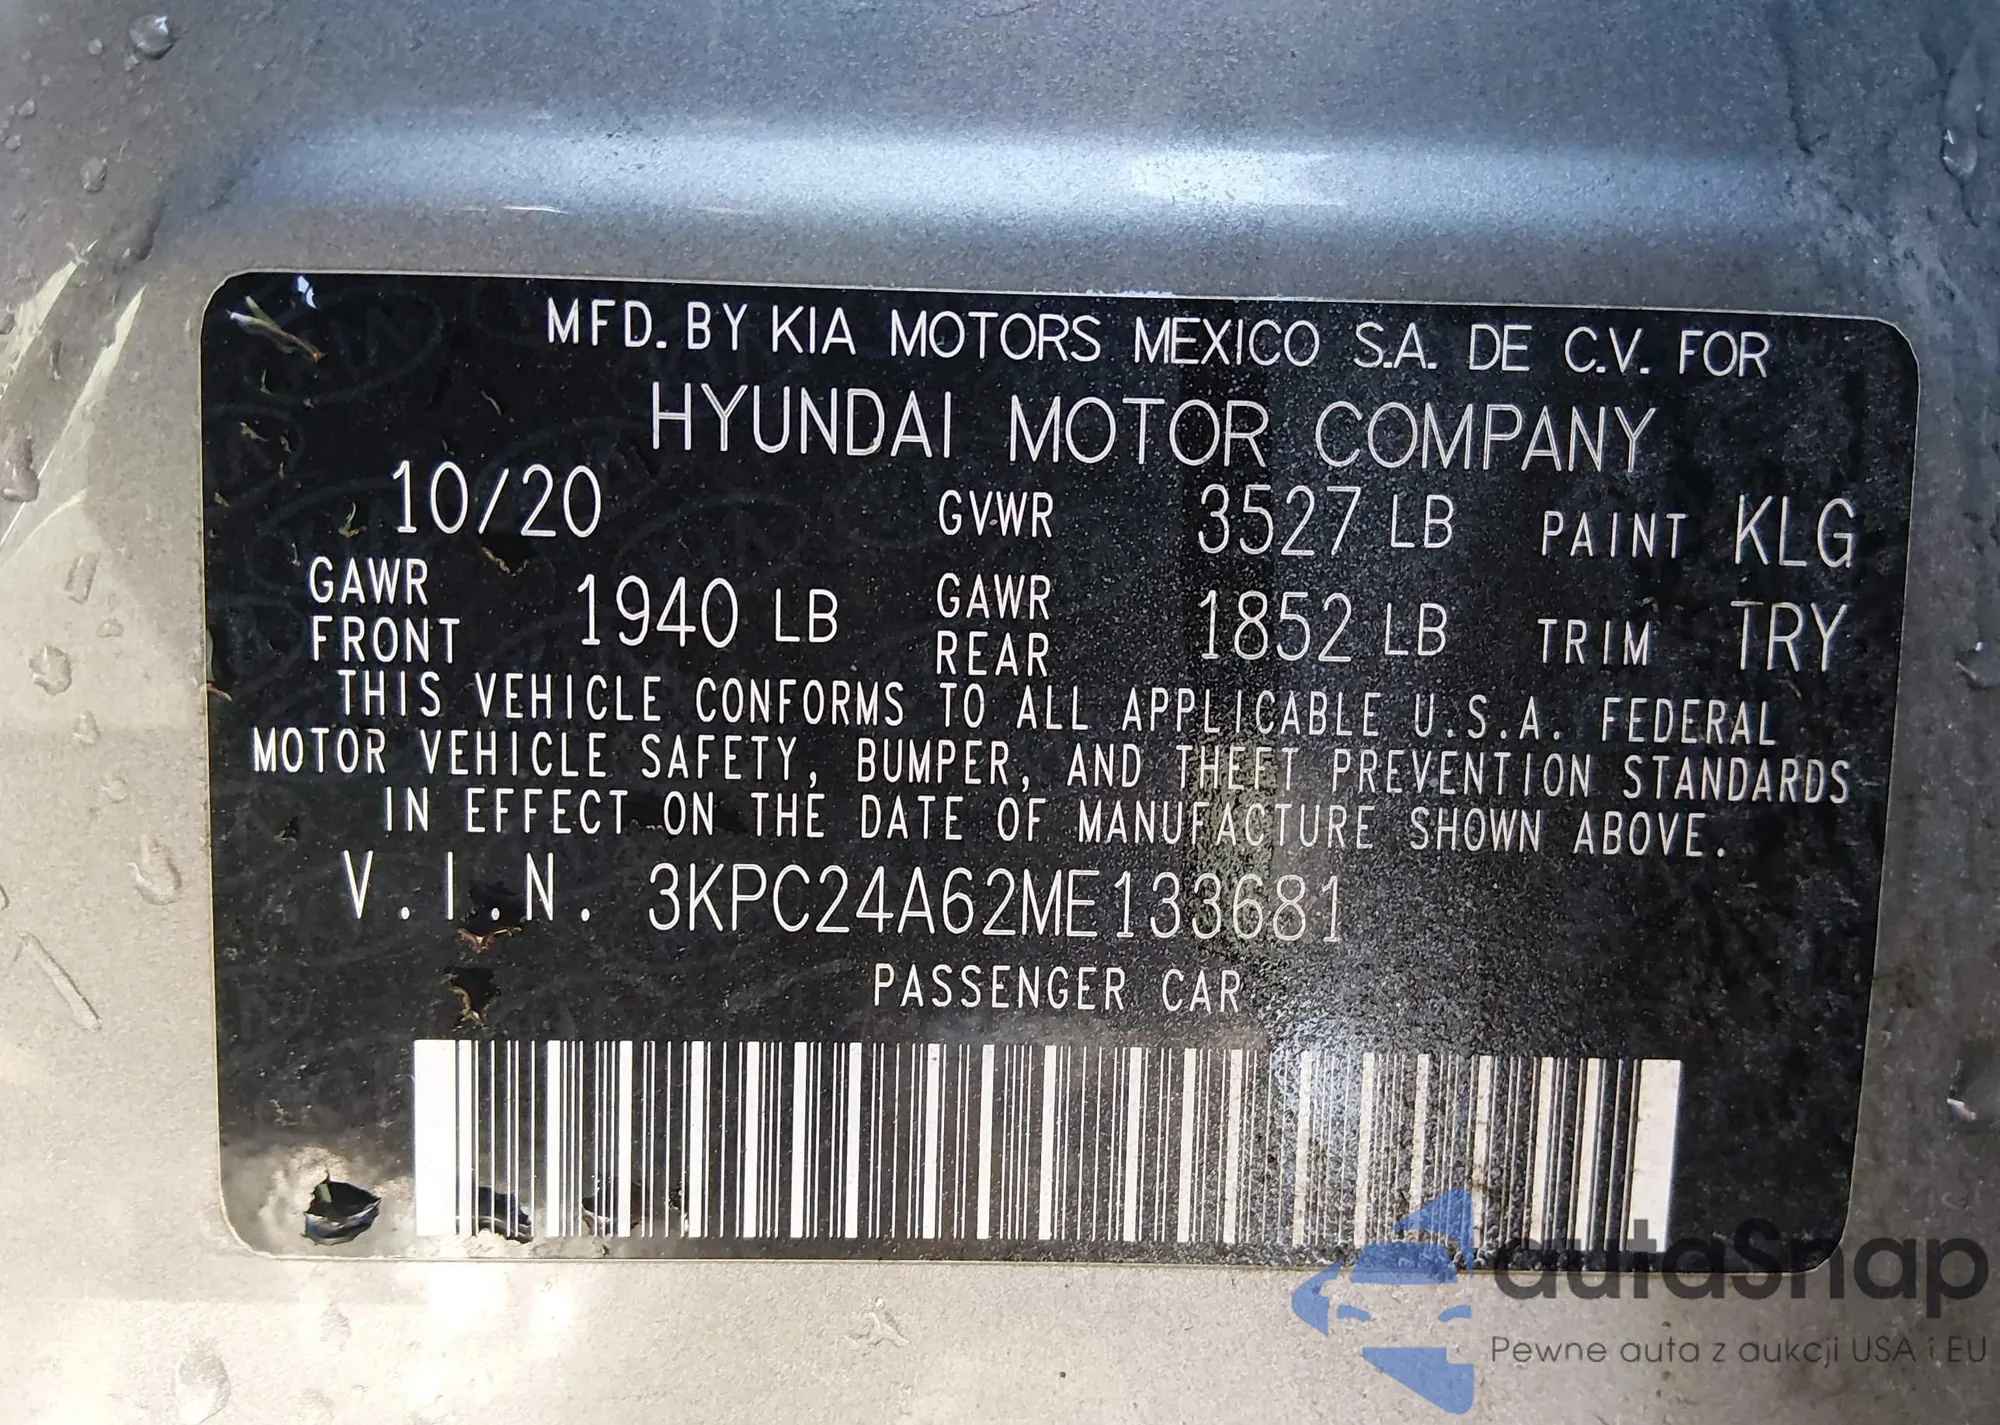 MFD. BY KIA MOTORS MEXICO S.A. DE C.V. FOR
HYUNDAI MOTOR COMPANY
10/20 GVWR 3527 LB PAINT KLG
GAWR FRONT 1940 LB GAWR REAR 1852 LB TRIM TRY
THIS VEHICLE CONFORMS TO ALL APPLICABLE U.S.A. FEDERAL
MOTOR VEHICLE SAFETY, BUMPER, AND THEFT PREVENTION STANDARDS
IN EFFECT ON THE DATE OF MANUFACTURE SHOWN ABOVE.
V.I.N. 3KPC24A62ME133681
PASSENGER CAR
autaSnap
Pewne auta z aukcji USA i EU